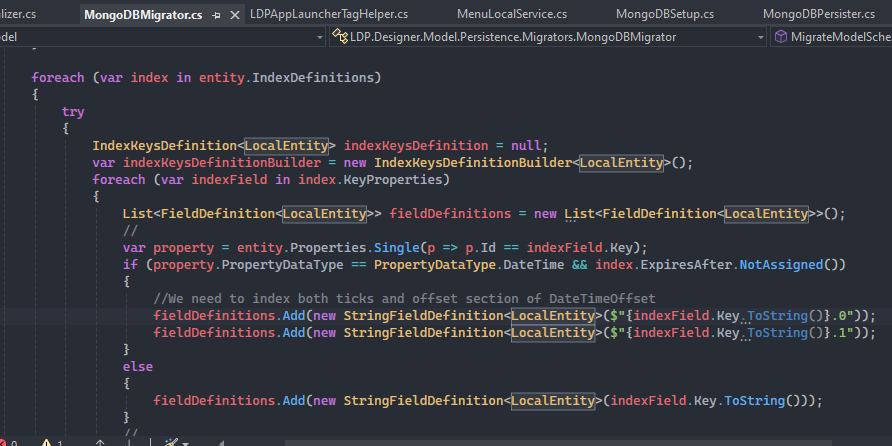 lizer.cs MongoDBMigrator.cs LDPAppLauncherTagHelper.cs MenuLocalService.cs MongoDBSetup.cs MongoDBPersister.cs
odel LDP.Designer.Model.Persistence.Migrators.MongoDBMigrator MigrateModelSche
}
foreach (var index in entity.IndexDefinitions)
{
try
{
IndexKeysDefinition<LocalEntity> indexKeysDefinition = null;
var indexKeysDefinitionBuilder = new IndexKeysDefinitionBuilder<LocalEntity>();
foreach (var indexField in index.KeyProperties)
{
List<FieldDefinition<LocalEntity>> fieldDefinitions = new List<FieldDefinition<LocalEntity>>();
//
var property = entity.Properties.Single(p => p.Id == indexField.Key);
if (property.PropertyDataType == PropertyDataType.DateTime && index.ExpiresAfter.NotAssigned())
{
//We need to index both ticks and offset section of DateTimeOffset
fieldDefinitions.Add(new StringFieldDefinition<LocalEntity>($"{indexField.Key.ToString()}.0"));
fieldDefinitions.Add(new StringFieldDefinition<LocalEntity>($"{indexField.Key.ToString()}.1"));
}
else
{
fieldDefinitions.Add(new StringFieldDefinition<LocalEntity>(indexField.Key.ToString()));
}
//
0 1